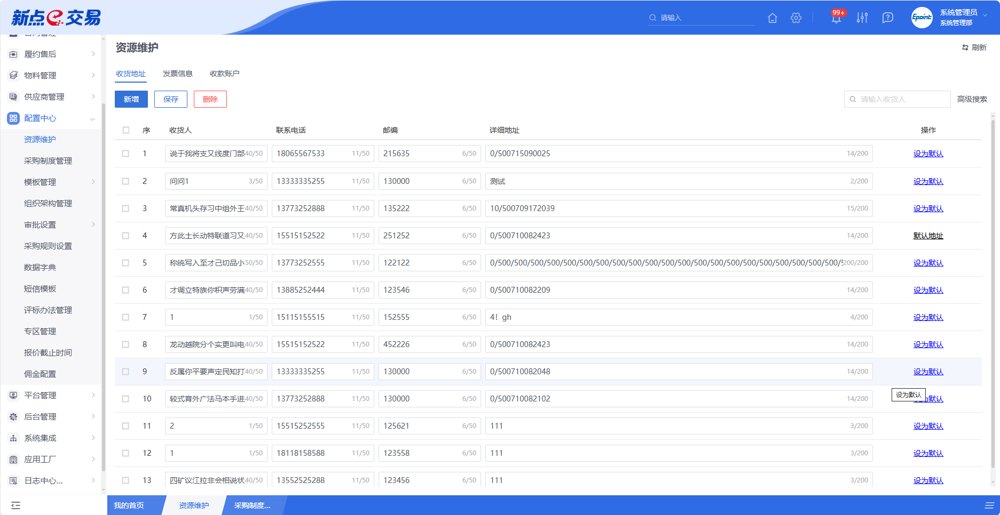 新点e交易
请输入
99+
Epoint
系统管理员
系统管理部
履约售后
物料管理
供应商管理
配置中心
资源维护
采购制度管理
模板管理
组织架构管理
审批设置
采购规则设置
数据字典
短信模板
评标办法管理
专区管理
报价截止时间
佣金配置
平台管理
后台管理
系统集成
应用工厂
日志中心...
资源维护
刷新
收货地址 发票信息 收款账户
新增 保存 删除
请输入收货人 高级搜索
序 收货人 联系电话 邮编 详细地址 操作
1 说于我将支又线度门部 40/50 18065567533 11/50 215635 6/50 0/500715090025 14/200 设为默认
2 问问1 3/50 13333335255 11/50 130000 6/50 测试 2/200 设为默认
3 常真机头存习中组外王 40/50 13773252888 11/50 135222 6/50 10/500709172039 15/200 设为默认
4 方此土长动特联道习又 40/50 15515152522 11/50 251252 6/50 0/500710082423 14/200 默认地址
5 称统写入至才己切品小 50/50 13773252555 11/50 122122 6/50 0/500/500/500/500/500/500/500/500/500/500/500/500/500/500/500/500/500/500/500/500/500/5 200/200 设为默认
6 才调立特族你积声劳满 40/50 13885252444 11/50 123546 6/50 0/500710082209 14/200 设为默认
7 1 1/50 15115155515 11/50 152555 6/50 4！gh 4/200 设为默认
8 龙动越院分个实更叫电 40/50 15515152522 11/50 452226 6/50 0/500710082423 14/200 设为默认
9 反属你平要声定民知打 40/50 13333335255 11/50 130000 6/50 0/500710082048 14/200 设为默认
设为默认
10 较式育外广法马本手进 40/50 13773252888 11/50 130000 6/50 0/500710082102 14/200 为默认
11 2 1/50 15515252555 11/50 125621 6/50 111 3/200 设为默认
12 1 1/50 18118158588 11/50 123558 6/50 111 3/200 设为默认
13 四矿议江拉非会相说状 40/50 13552525288 11/50 123456 6/50 111 3/200 设为默认
我的首页 资源维护 采购制度...